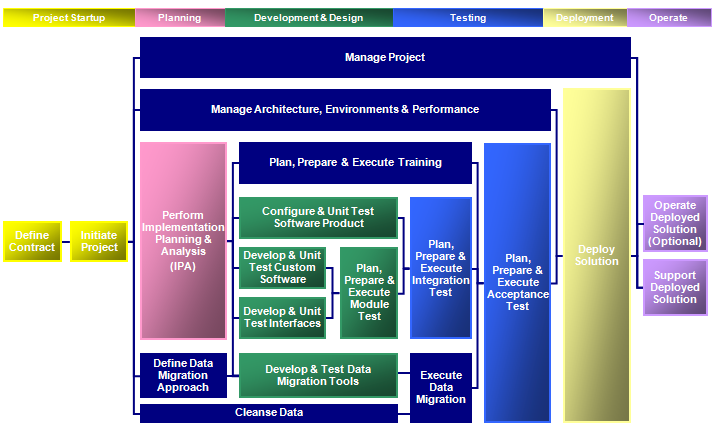 Project Startup
Planning
Development & Design
Testing
Deployment
Operate
Manage Project
Manage Architecture, Environments & Performance
Plan, Prepare & Execute Training
Define
Contract
Initiate
Project
Perform
Implementation
Planning &
Analysis
(IPA)
Configure & Unit Test
Software Product
Develop & Unit
Test Custom
Software
Develop & Unit
Test Interfaces
Plan,
Prepare &
Execute
Module
Test
Plan,
Prepare &
Execute
Integration
Test
Plan,
Prepare &
Execute
Acceptance
Test
Deploy
Solution
Operate
Deployed
Solution
(Optional)
Support
Deployed
Solution
Define Data
Migration
Approach
Develop & Test Data
Migration Tools
Execute
Data
Migration
Cleanse Data